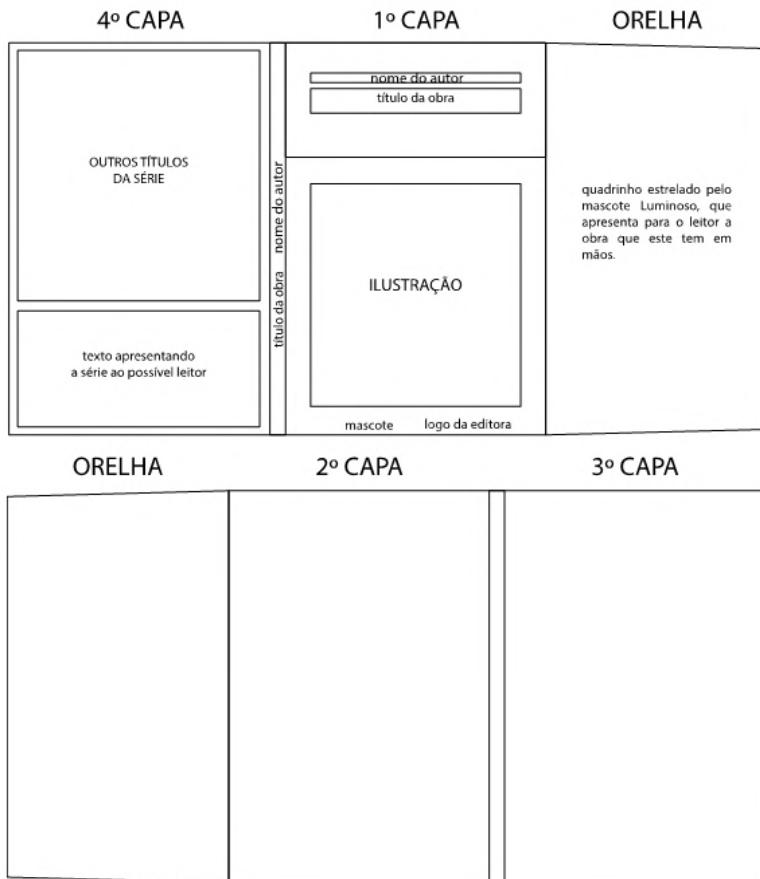 4º CAPA
1º CAPA
ORELHA
OUTROS TÍTULOS
DA SÉRIE
texto apresentando
a série ao possível leitor
título da obra nome do autor
nome do autor
título da obra
ILUSTRAÇÃO
mascote
logo da editora
quadrinho estrelado pelo
mascote Luminoso, que
apresenta para o leitor a
obra que este tem em
mãos.
ORELHA
2º CAPA
3º CAPA